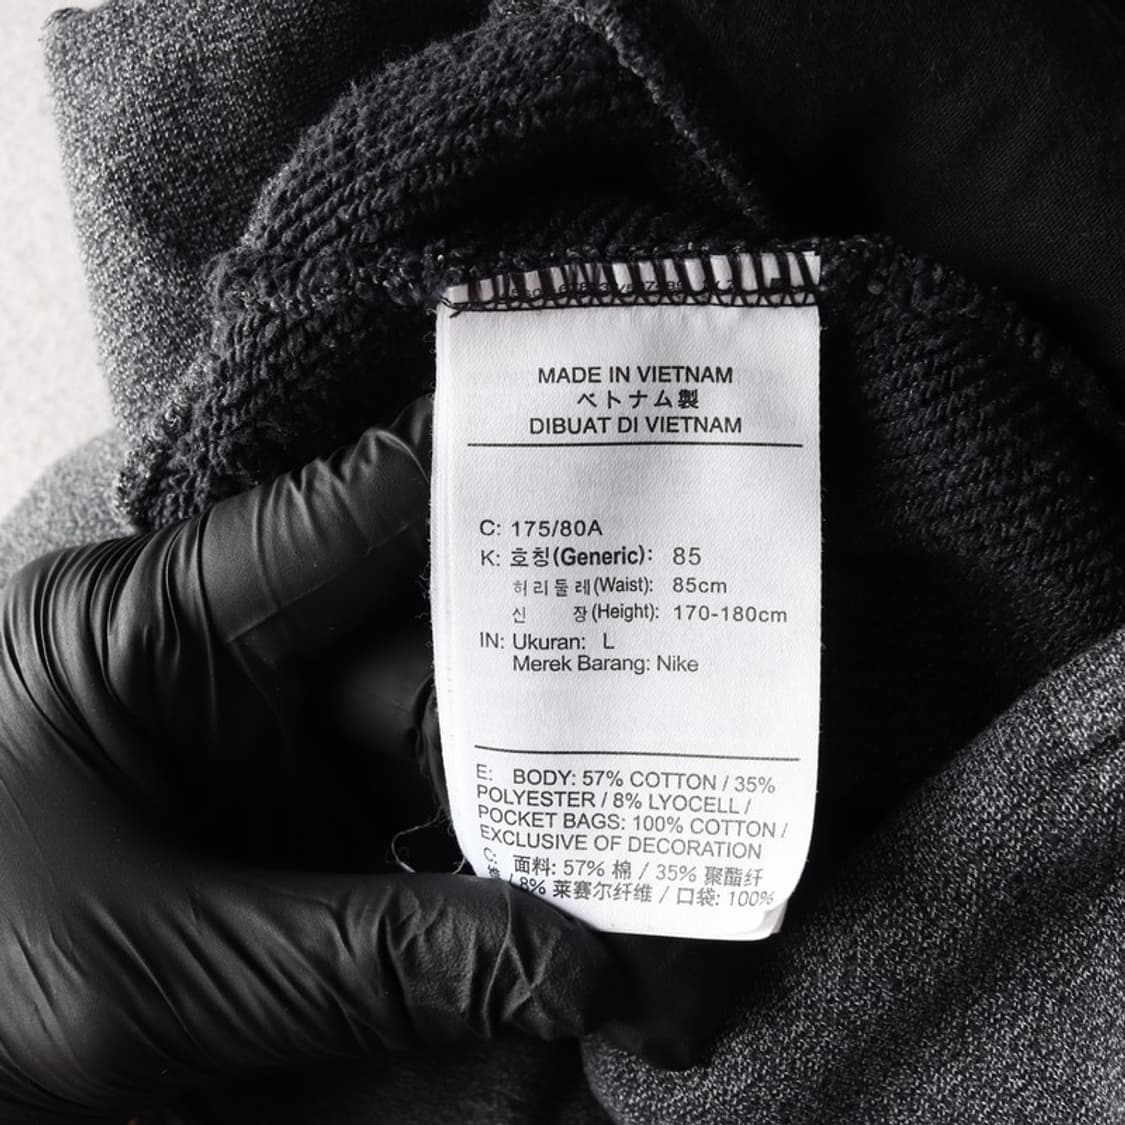 MADE IN VIETNAM
ベトナム製
DIBUAT DI VIETNAM
C: 175/80A
K: 호칭(Generic): 85
허리둘레(Waist): 85cm
신 장(Height): 170-180cm
IN: Ukuran: L
Merek Barang: Nike
E: BODY: 57% COTTON / 35%
POLYESTER / 8% LYOCELL /
POCKET BAGS: 100% COTTON /
EXCLUSIVE OF DECORATION
C: 面料: 57% 棉 / 35% 聚酯纤
维 / 8% 莱赛尔纤维 / 口袋: 100%